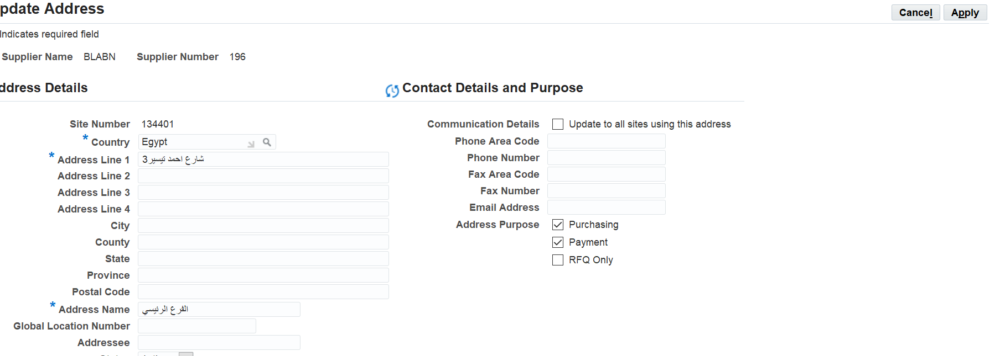 pdate Address
Cancel Apply
Indicates required field
Supplier Name BLABN Supplier Number 196
ddress Details
Contact Details and Purpose
Site Number 134401
* Country Egypt
* Address Line 1 شارع احمد تيسير3
Address Line 2
Address Line 3
Address Line 4
City
County
State
Province
Postal Code
* Address Name الفرع الرئيسي
Global Location Number
Addressee
Communication Details Update to all sites using this address
Phone Area Code
Phone Number
Fax Area Code
Fax Number
Email Address
Address Purpose Purchasing
Payment
RFQ Only